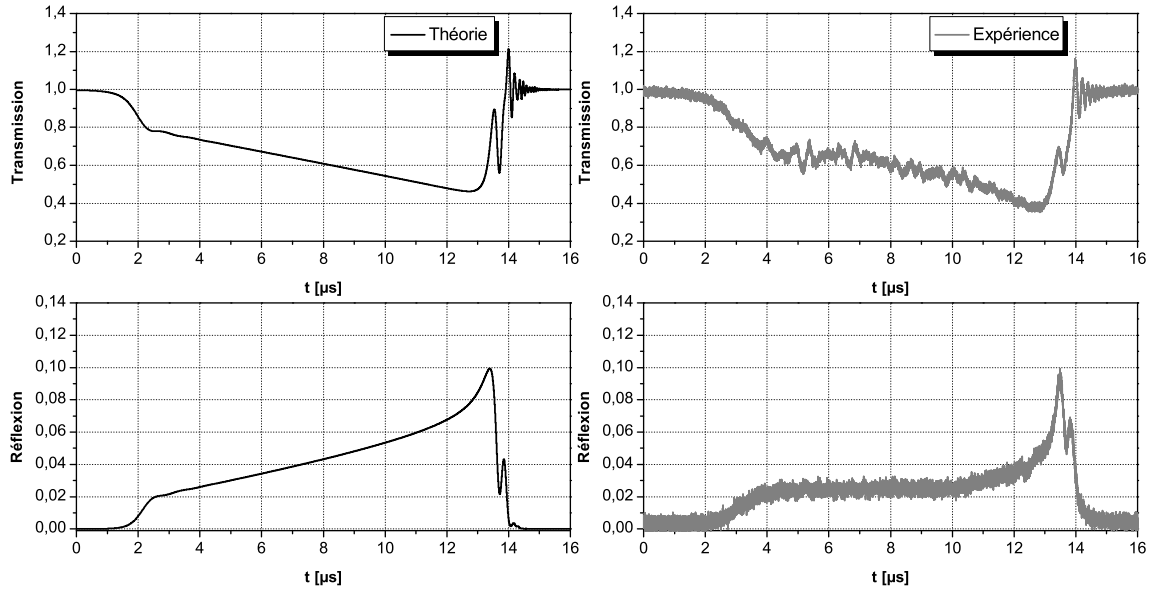 Théorie
Transmission
1,4
1,2
1,0
0,8
0,6
0,4
0,2
0 2 4 6 8 10 12 14 16
t [µs]
Expérience
Transmission
1,4
1,2
1,0
0,8
0,6
0,4
0,2
0 2 4 6 8 10 12 14 16
t [µs]
Réflexion
0,14
0,12
0,10
0,08
0,06
0,04
0,02
0,00
0 2 4 6 8 10 12 14 16
t [µs]
Réflexion
0,14
0,12
0,10
0,08
0,06
0,04
0,02
0,00
0 2 4 6 8 10 12 14 16
t [µs]